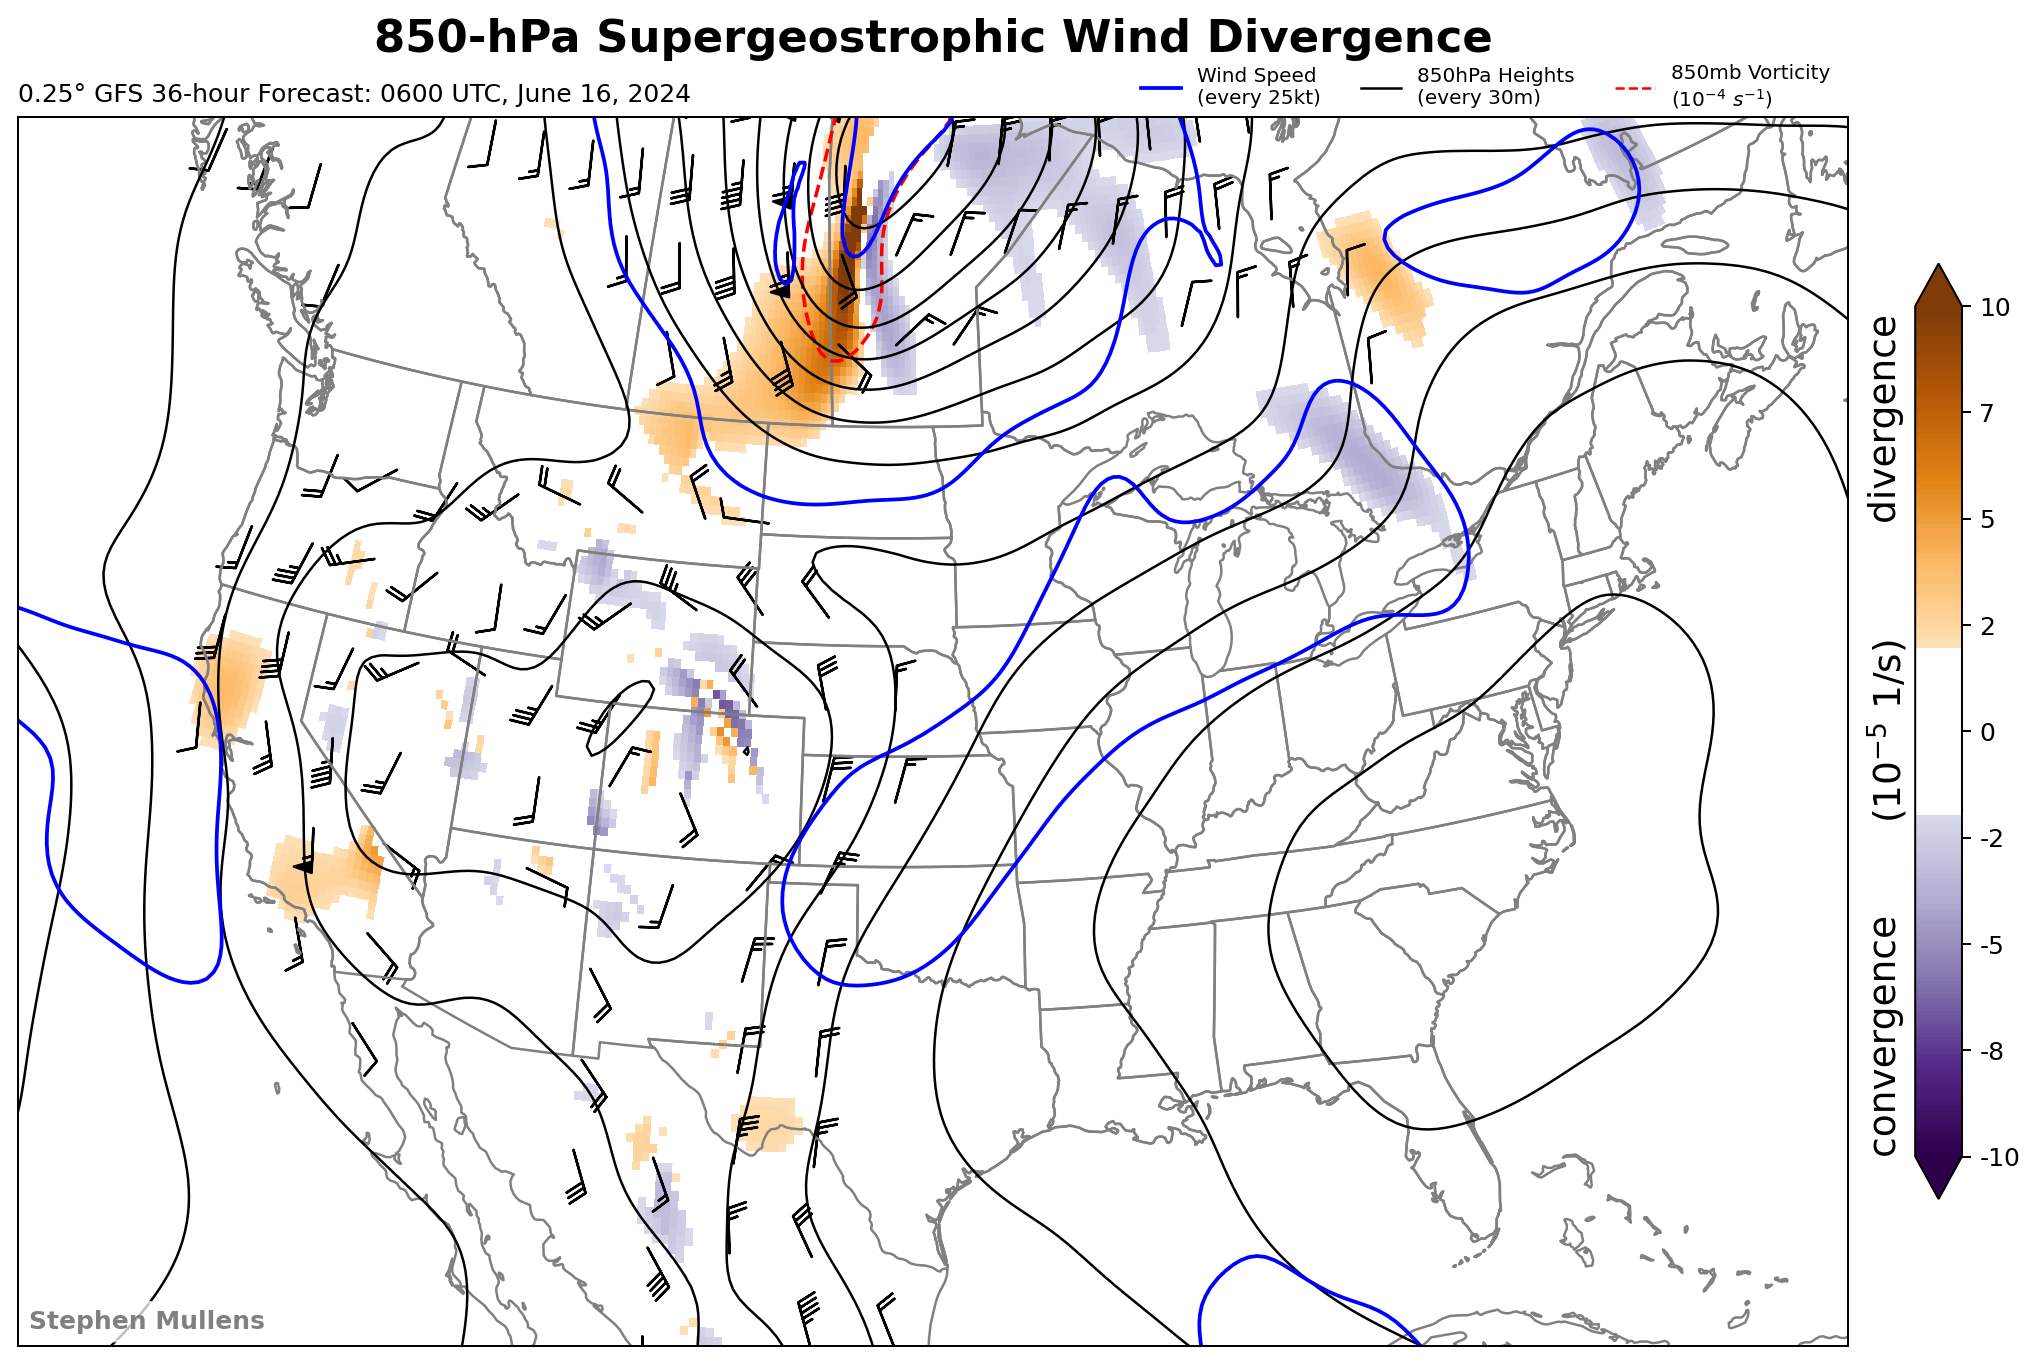 850-hPa Supergeostrophic Wind Divergence
0.25° GFS 36-hour Forecast: 0600 UTC, June 16, 2024
Wind Speed
(every 25kt)
850hPa Heights
(every 30m)
850mb Vorticity
(10⁻⁴ s⁻¹)
10
7
5
2
0
-2
-5
-8
-10
convergence (10⁻⁵ 1/s) divergence
Stephen Mullens